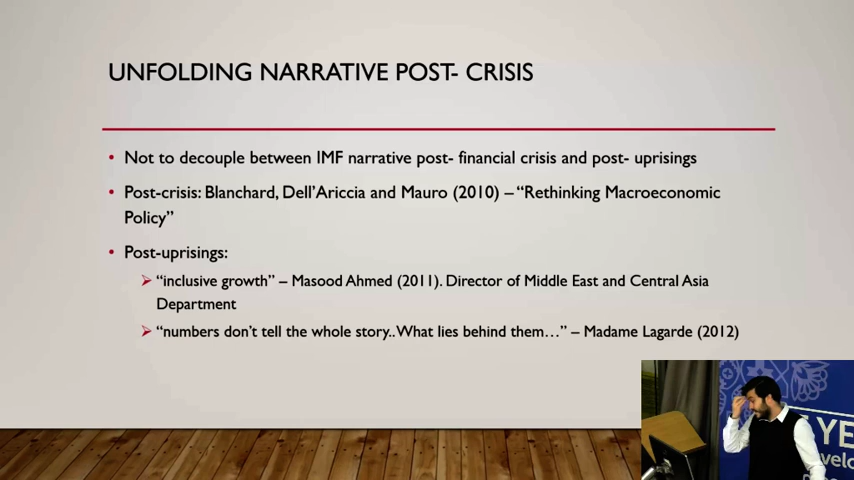 UNFOLDING NARRATIVE POST- CRISIS
• Not to decouple between IMF narrative post- financial crisis and post- uprisings
• Post-crisis: Blanchard, Dell’Ariccia and Mauro (2010) – “Rethinking Macroeconomic
Policy”
• Post-uprisings:
➢ “inclusive growth” – Masood Ahmed (2011). Director of Middle East and Central Asia
Department
➢ “numbers don’t tell the whole story..What lies behind them…” – Madame Lagarde (2012)